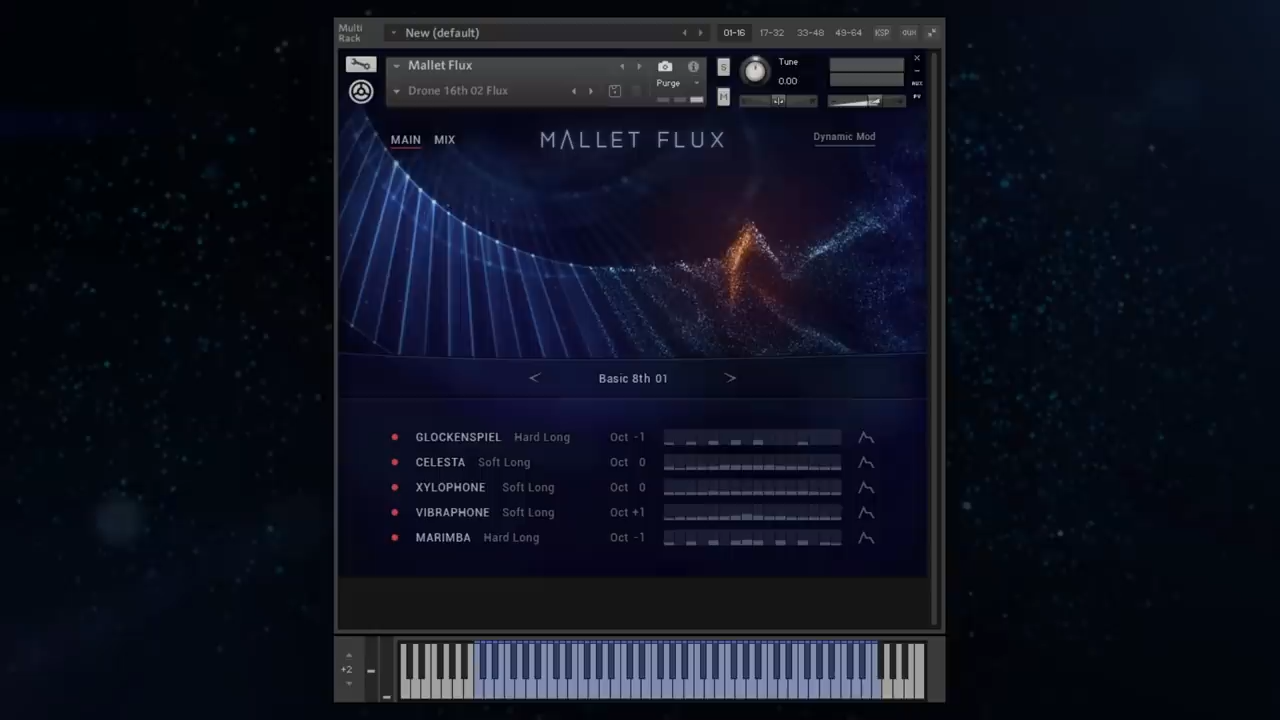 Multi
Rack
New (default)
01-16 17-32 33-48 49-64 KSP AUX
Mallet Flux
Purge
Drone 16th 02 Flux
S
M
Tune
0.00
AUX
PV
MAIN MIX
MALLET FLUX
Dynamic Mod
Basic 8th 01
GLOCKENSPIEL Hard Long Oct -1
CELESTA Soft Long Oct 0
XYLOPHONE Soft Long Oct 0
VIBRAPHONE Soft Long Oct +1
MARIMBA Hard Long Oct -1
+2